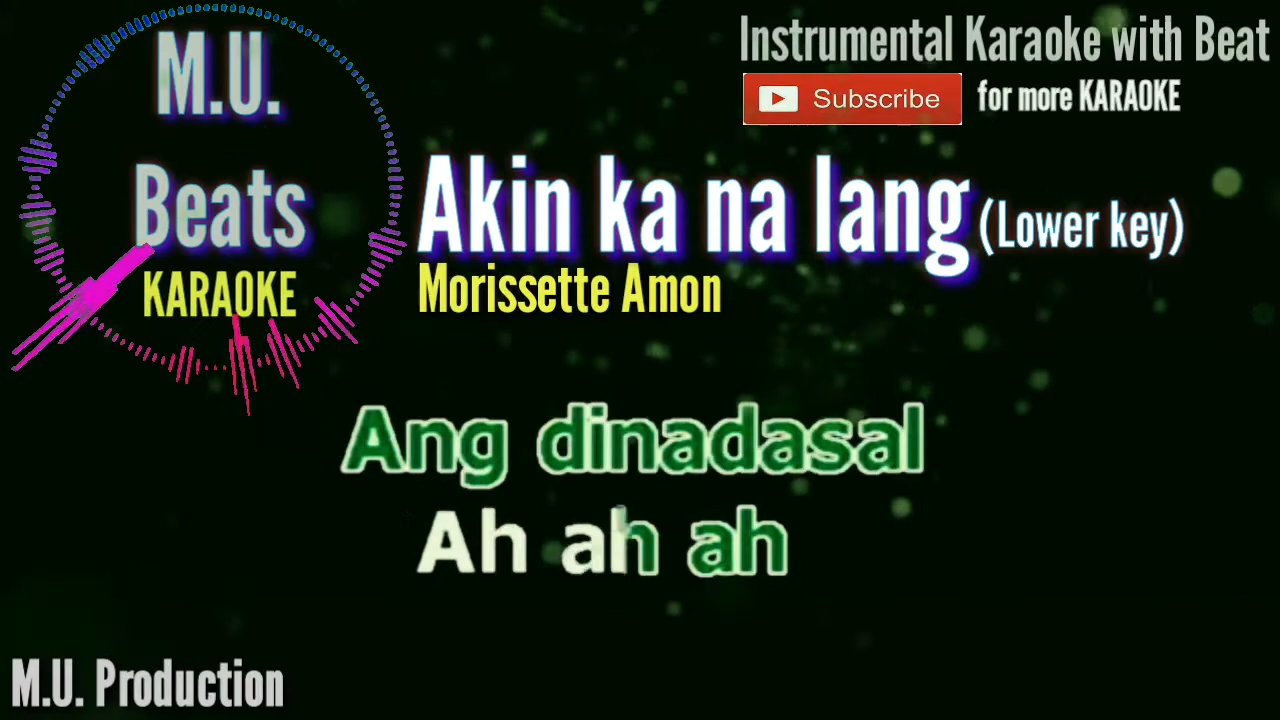 M.U.
Beats
KARAOKE
Instrumental Karaoke with Beat
Subscribe for more KARAOKE
Akin ka na lang (Lower key)
Morissette Amon
Ang dinadasal
Ah ah ah
M.U. Production